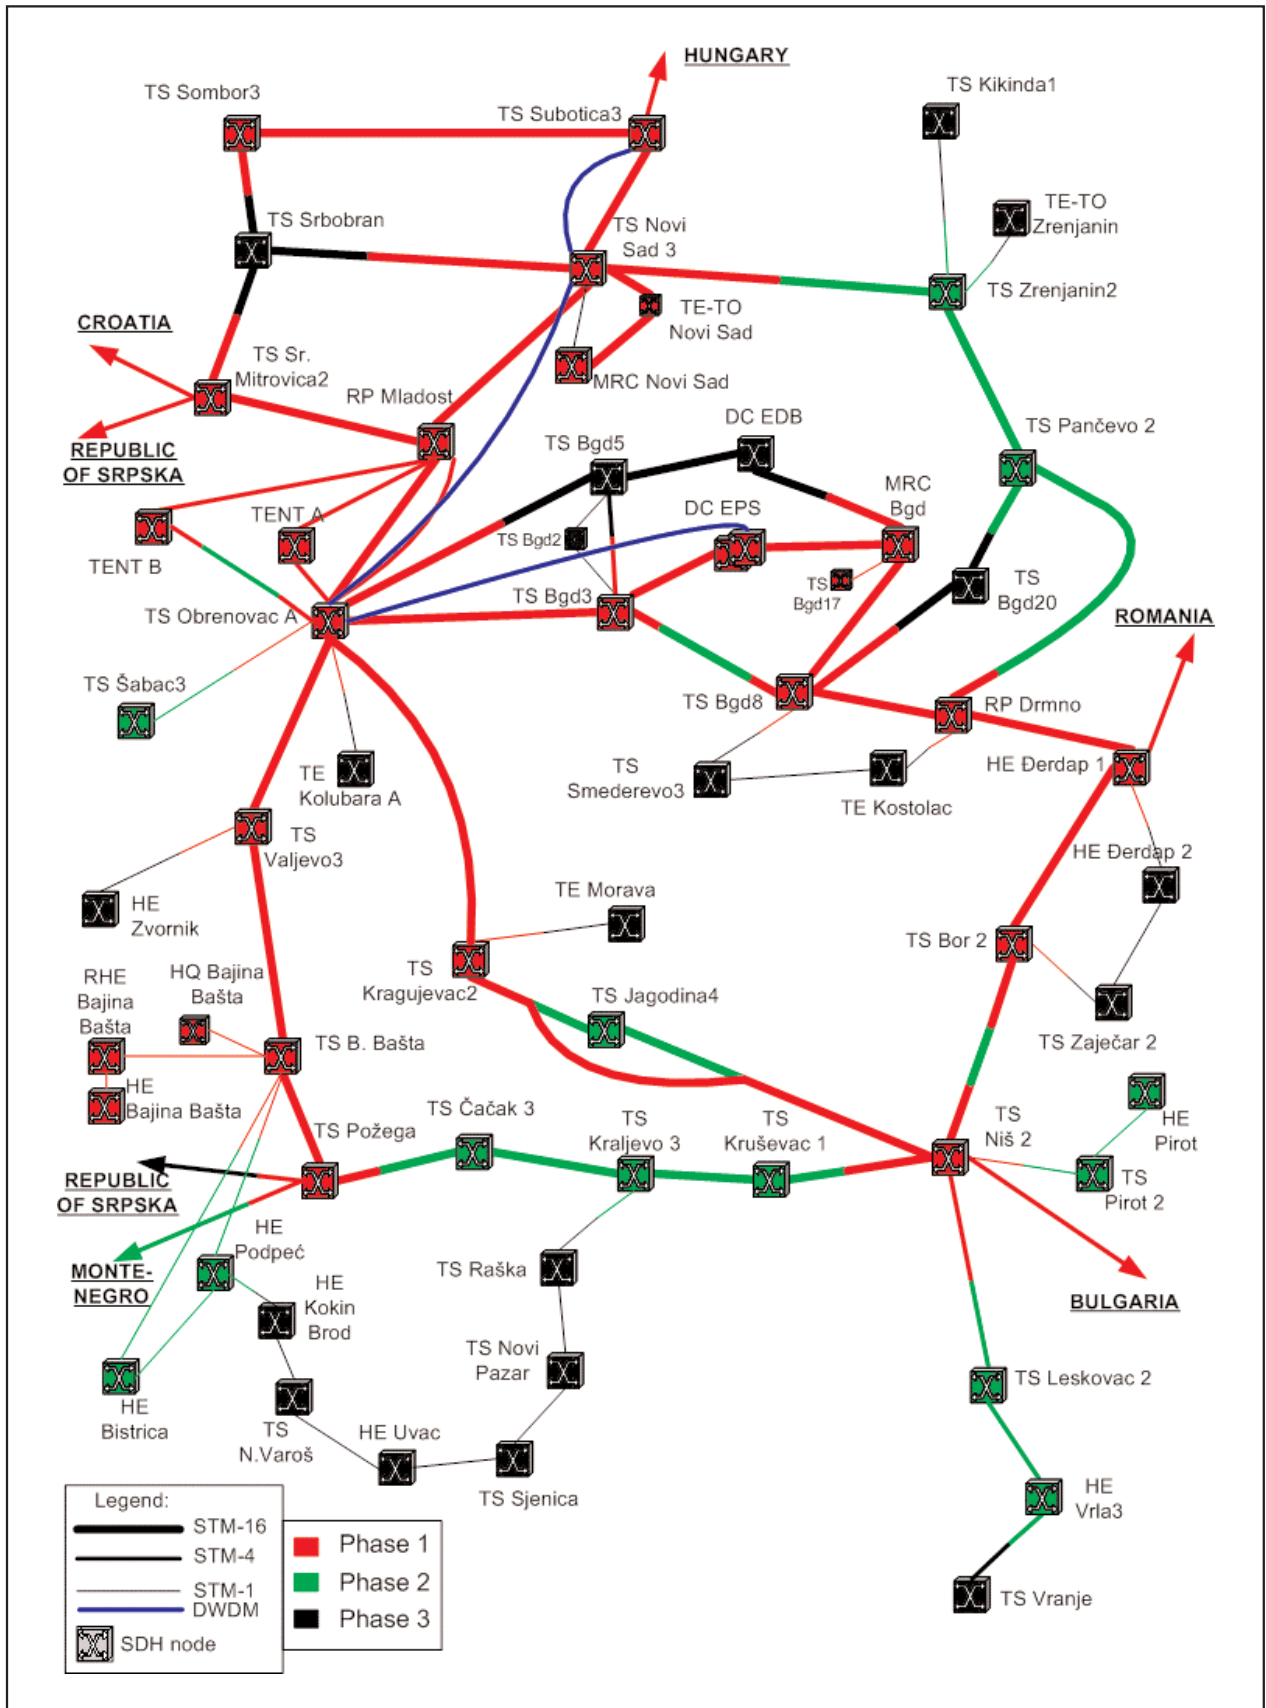 HUNGARY
TS Kikinda1
TS Sombor3
TS Subotica3
TE-TO
Zrenjanin
TS Srbobran
TS Novi
Sad 3
TS Zrenjanin2
TE-TO
Novi Sad
CROATIA
TS Sr.
Mitrovica2
MRC Novi Sad
RP Mladost
DC EDB
TS Pančevo 2
REPUBLIC
OF SRPSKA
TS Bgd5
MRC
Bgd
TENT A
DC EPS
TS Bgd2
TENT B
TS
Bgd17
TS
Bgd20
TS Bgd3
TS Obrenovac A
ROMANIA
TS Šabac3
TS Bgd8
RP Drmno
TE
Kolubara A
TS
Smederevo3
HE Đerdap 1
TE Kostolac
TS
Valjevo3
HE Đerdap 2
TE Morava
HE
Zvornik
TS Bor 2
TS
Kragujevac2
RHE
Bajina
Bašta
HQ Bajina
Bašta
TS Jagodina4
TS B. Bašta
TS Zaječar 2
HE
Bajina Bašta
TS Čačak 3
TS
Kraljevo 3
TS
Kruševac 1
TS
Niš 2
HE
Pirot
TS Požega
REPUBLIC
OF SRPSKA
TS
Pirot 2
HE
Podpeć
MONTE-
NEGRO
TS Raška
HE
Kokin
Brod
BULGARIA
TS Novi
Pazar
TS Leskovac 2
HE
Bistrica
TS
N.Varoš
HE Uvac
TS Sjenica
HE
Vrla3
TS Vranje
Legend:
STM-16
STM-4
STM-1
DWDM
SDH node
Phase 1
Phase 2
Phase 3